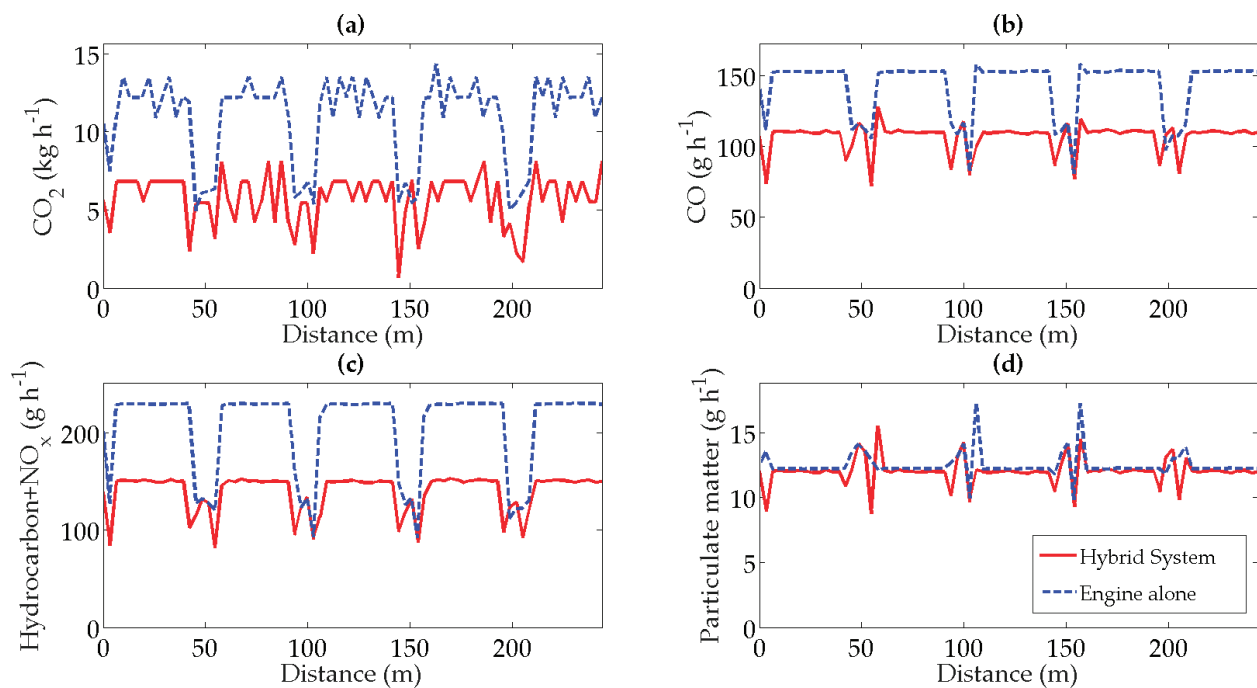 (a)
CO2 (kg h-1)
15
10
5
0
0 50 100 150 200
Distance (m)
(b)
CO (g h-1)
150
100
50
0
0 50 100 150 200
Distance (m)
(c)
Hydrocarbon+NOx (g h-1)
200
100
0
0 50 100 150 200
Distance (m)
(d)
Particulate matter (g h-1)
15
10
5
0
0 50 100 150 200
Distance (m)
Hybrid System
Engine alone